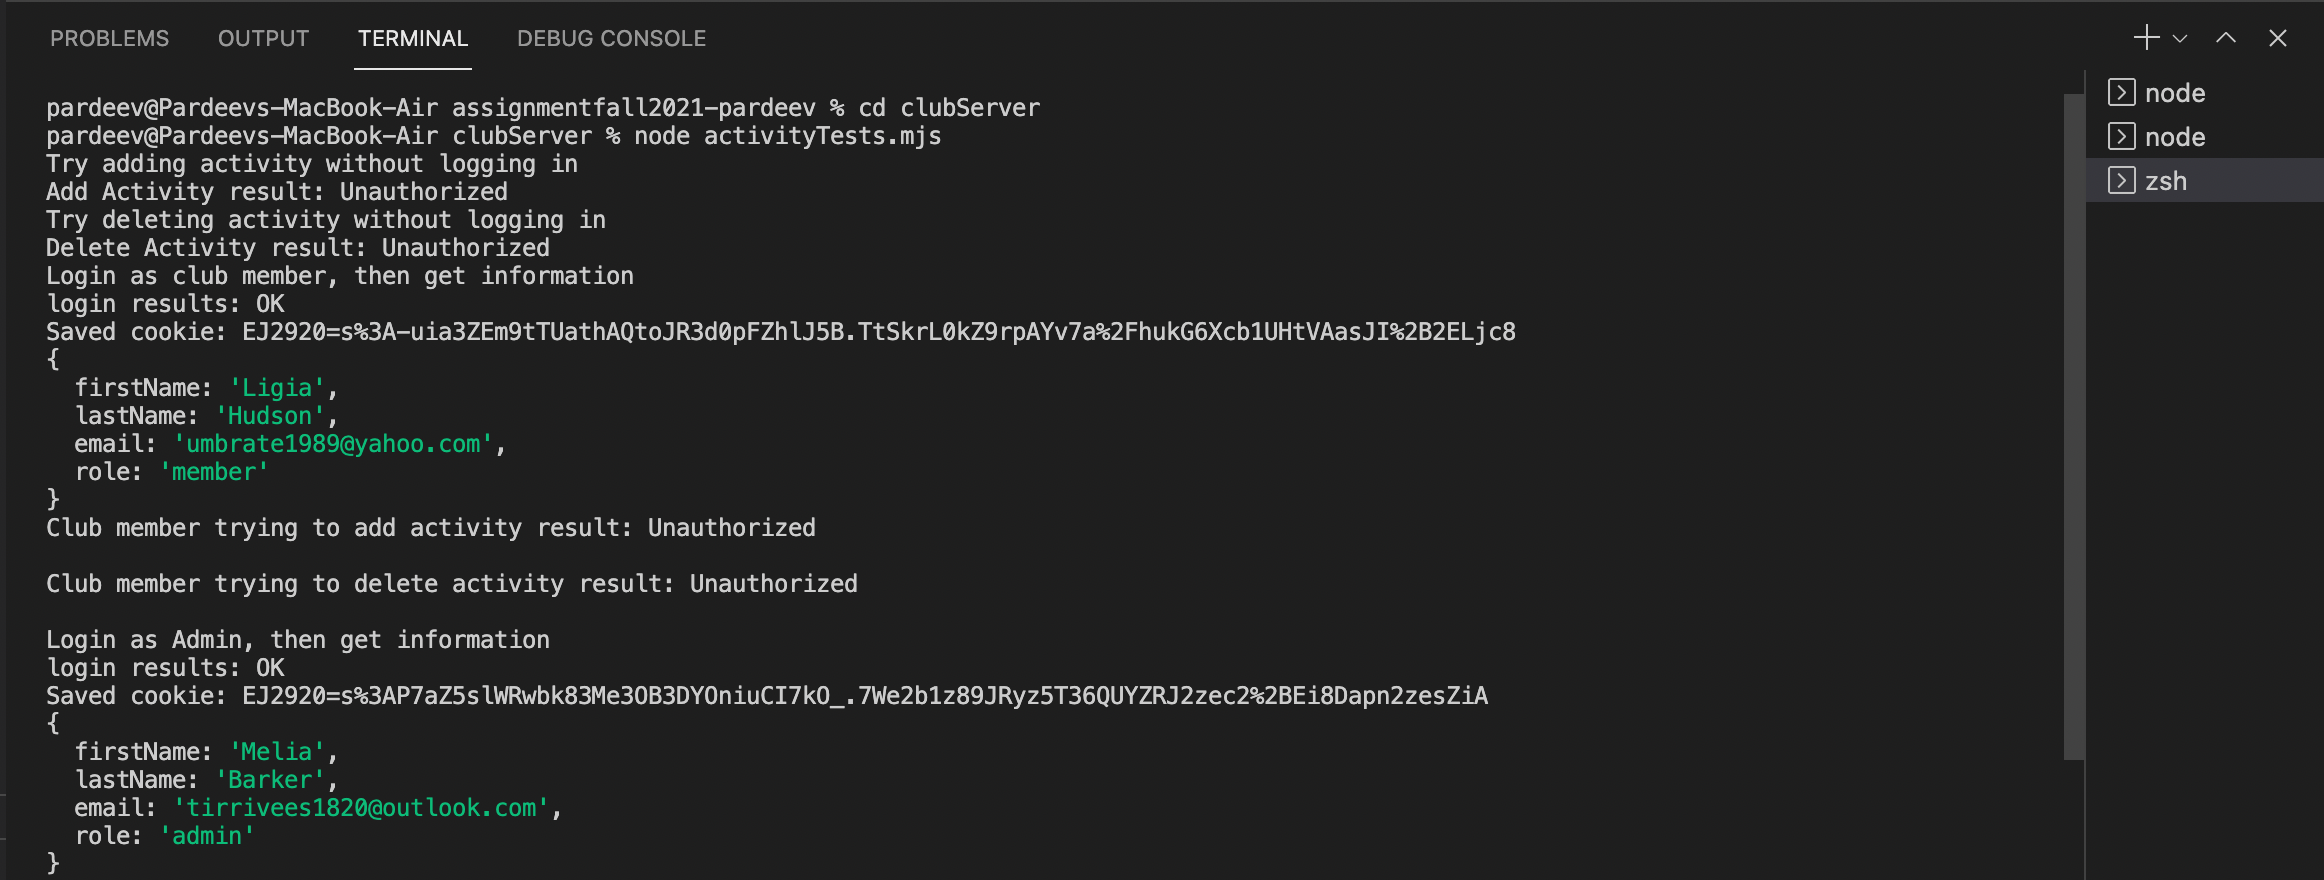 PROBLEMS OUTPUT TERMINAL DEBUG CONSOLE
pardeev@Pardeevs-MacBook-Air assignmentfall2021-pardeev % cd clubServer
pardeev@Pardeevs-MacBook-Air clubServer % node activityTests.mjs
Try adding activity without logging in
Add Activity result: Unauthorized
Try deleting activity without logging in
Delete Activity result: Unauthorized
Login as club member, then get information
login results: OK
Saved cookie: EJ2920=s%3A-uia3ZEm9tTUathAQtoJR3d0pFZhlJ5B.TtSkrL0kZ9rpAYv7a%2FhukG6Xcb1UHtVAasJI%2B2ELjc8
{
  firstName: 'Ligia',
  lastName: 'Hudson',
  email: 'umbrate1989@yahoo.com',
  role: 'member'
}
Club member trying to add activity result: Unauthorized
Club member trying to delete activity result: Unauthorized
Login as Admin, then get information
login results: OK
Saved cookie: EJ2920=s%3AP7aZ5slWRwbk83Me3OB3DYOniuCI7kO_.7We2b1z89JRyz5T36QUYZRJ2zec2%2BEi8Dapn2zesZiA
{
  firstName: 'Melia',
  lastName: 'Barker',
  email: 'tirrivees1820@outlook.com',
  role: 'admin'
}
node
node
zsh